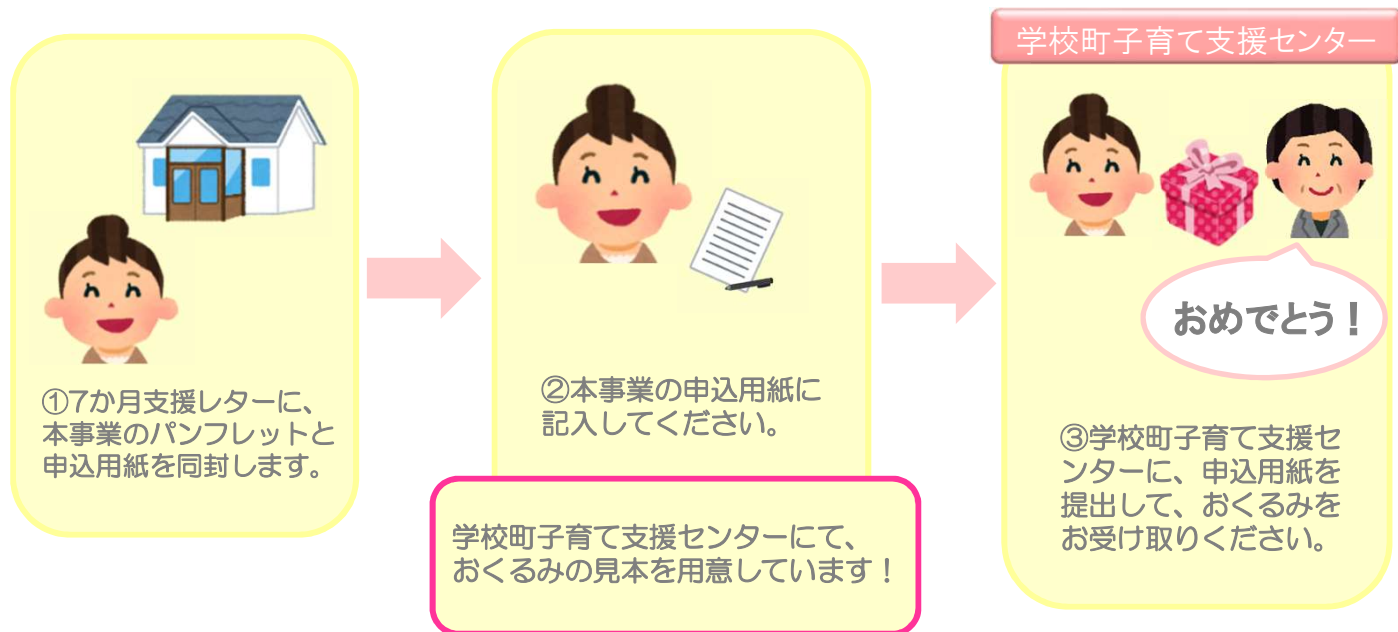 ①7か月支援レターに、
本事業のパンフレットと
申込用紙を同封します。
②本事業の申込用紙に
記入してください。
学校町子育て支援センターにて、
おくるみの見本を用意しています！
学校町子育て支援センター
おめでとう！
③学校町子育て支援セ
ンターに、申込用紙を
提出して、おくるみを
お受け取りください。